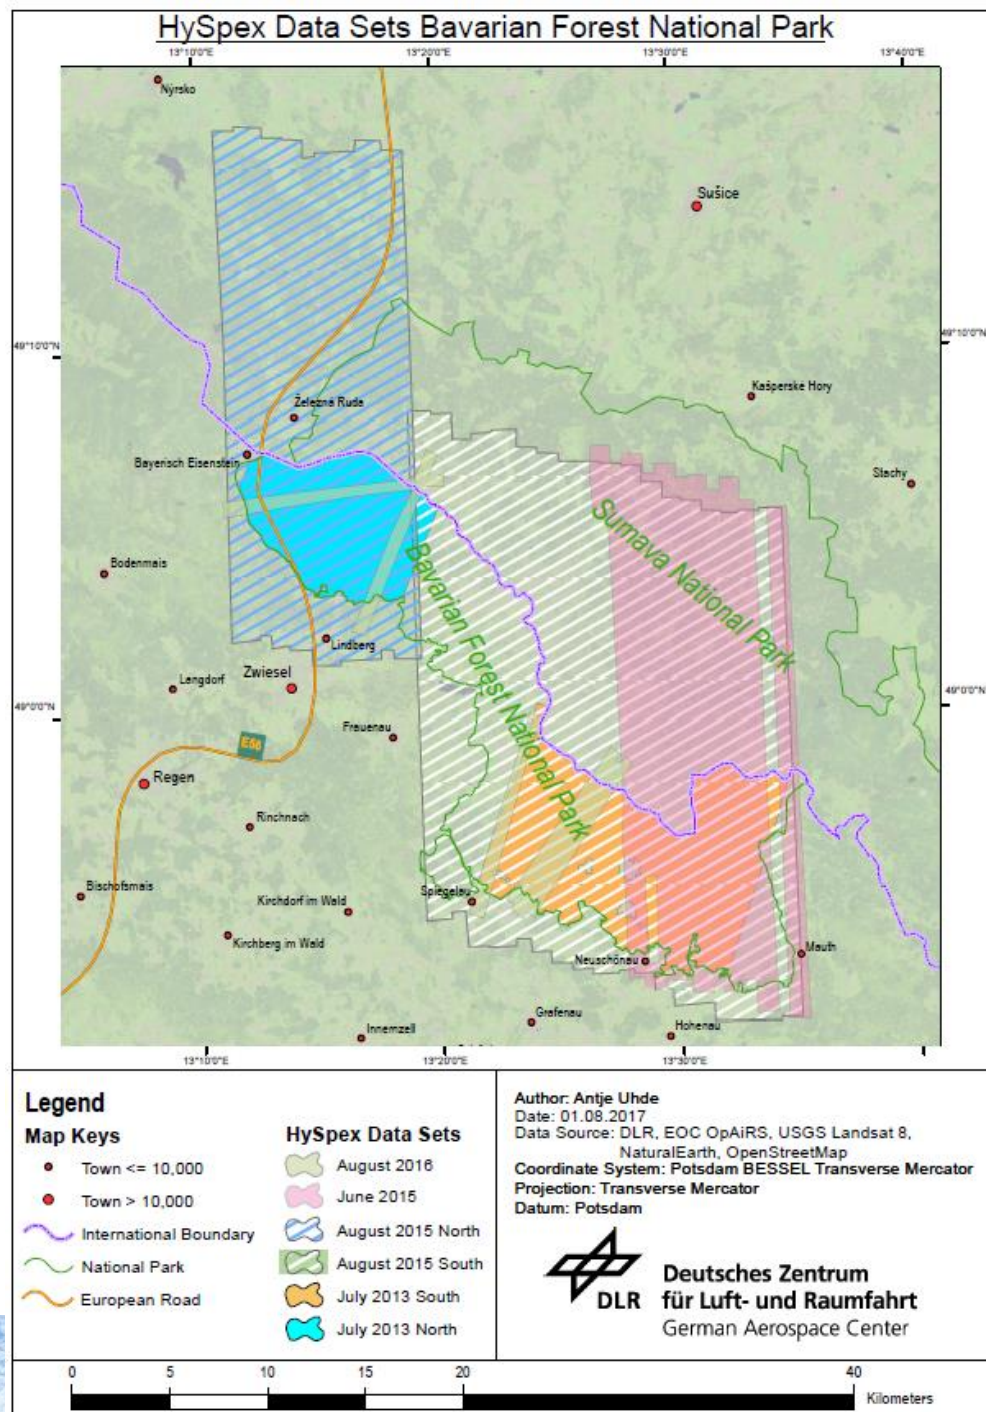 HySpex Data Sets Bavarian Forest National Park
13°10'0"E
13°20'0"E
13°30'0"E
13°40'0"E
Nýrsko
Sušice
49°10'0"N
49°10'0"N
Kašperské Hory
Železná Ruda
Bayerisch Eisenstein
Stachy
Sumava National Park
Bavarian Forest National Park
Bodenmais
Lindberg
Zwiesel
Langdorf
49°0'0"N
49°0'0"N
Frauenau
E56
Regen
Rinchnach
Bischofsmais
Spiegelau
Kirchdorf im Wald
Kirchberg im Wald
Mauth
Neuschönau
Grafenau
Innernzell
Hohenau
13°10'0"E
13°20'0"E
13°30'0"E
Legend
Map Keys
Town <= 10,000
Town > 10,000
International Boundary
National Park
European Road
HySpex Data Sets
August 2016
June 2015
August 2015 North
August 2015 South
July 2013 South
July 2013 North
Author: Antje Uhde
Date: 01.08.2017
Data Source: DLR, EOC OpAiRS, USGS Landsat 8,
NaturalEarth, OpenStreetMap
Coordinate System: Potsdam BESSEL Transverse Mercator
Projection: Transverse Mercator
Datum: Potsdam
DLR
Deutsches Zentrum
für Luft- und Raumfahrt
German Aerospace Center
0 5 10 15 20 40
Kilometers